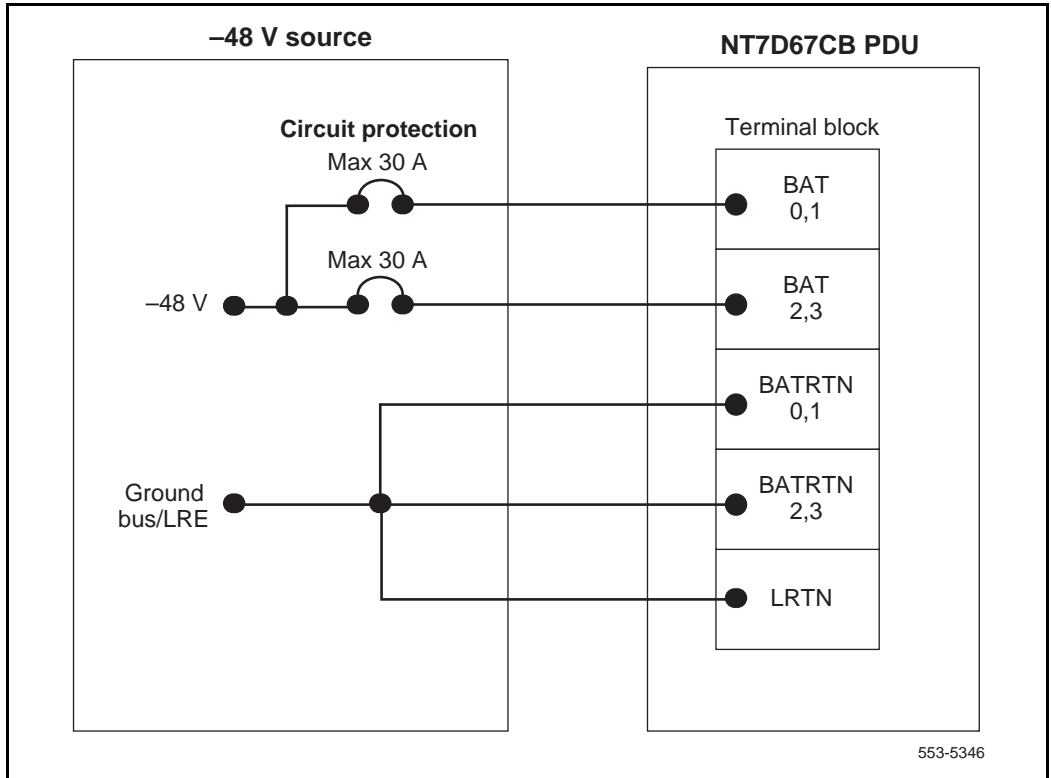 –48 V source
NT7D67CB PDU
Circuit protection
Max 30 A
Max 30 A
–48 V
Ground
bus/LRE
Terminal block
BAT
0,1
BAT
2,3
BATRTN
0,1
BATRTN
2,3
LRTN
553-5346